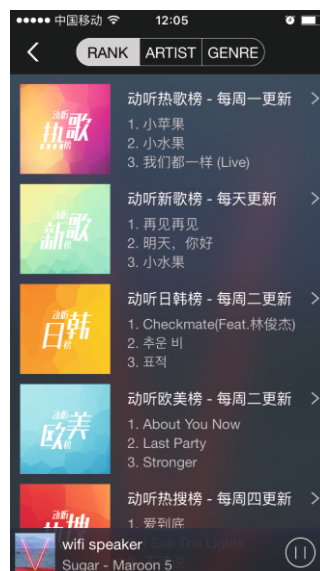 中国移动 12:05
RANK ARTIST GENRE
动听
热歌
榜
动听热歌榜 - 每周一更新
1. 小苹果
2. 小水果
3. 我们都一样 (Live)
动听
新歌
榜
动听新歌榜 - 每天更新
1. 再见再见
2. 明天，你好
3. 小水果
动听
日韩
榜
动听日韩榜 - 每周二更新
1. Checkmate(Feat.林俊杰)
2. 추운 비
3. 표적
动听
欧美
榜
动听欧美榜 - 每周二更新
1. About You Now
2. Last Party
3. Stronger
动听
热搜
动听热搜榜 - 每周四更新
1. 爱到底
See The Lights
wifi speaker
Sugar - Maroon 5